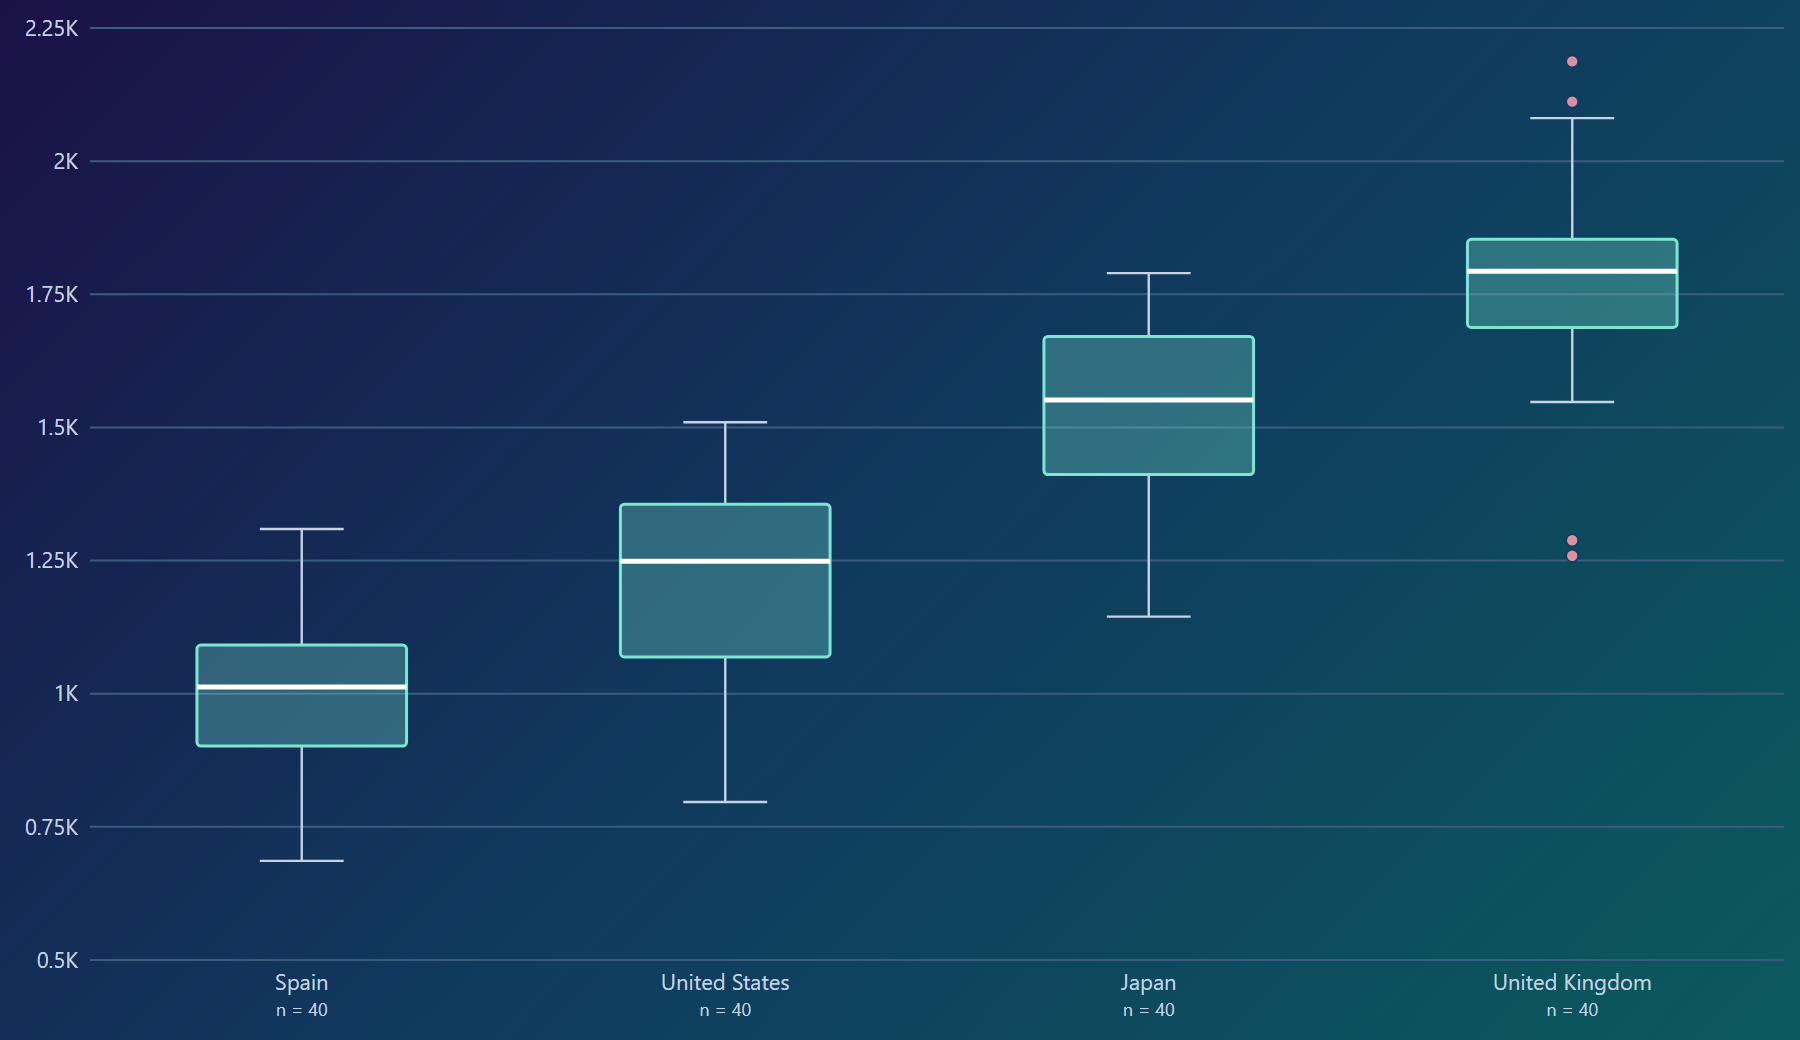 2.25K
2K
1.75K
1.5K
1.25K
1K
0.75K
0.5K
Spain
n = 40
United States
n = 40
Japan
n = 40
United Kingdom
n = 40